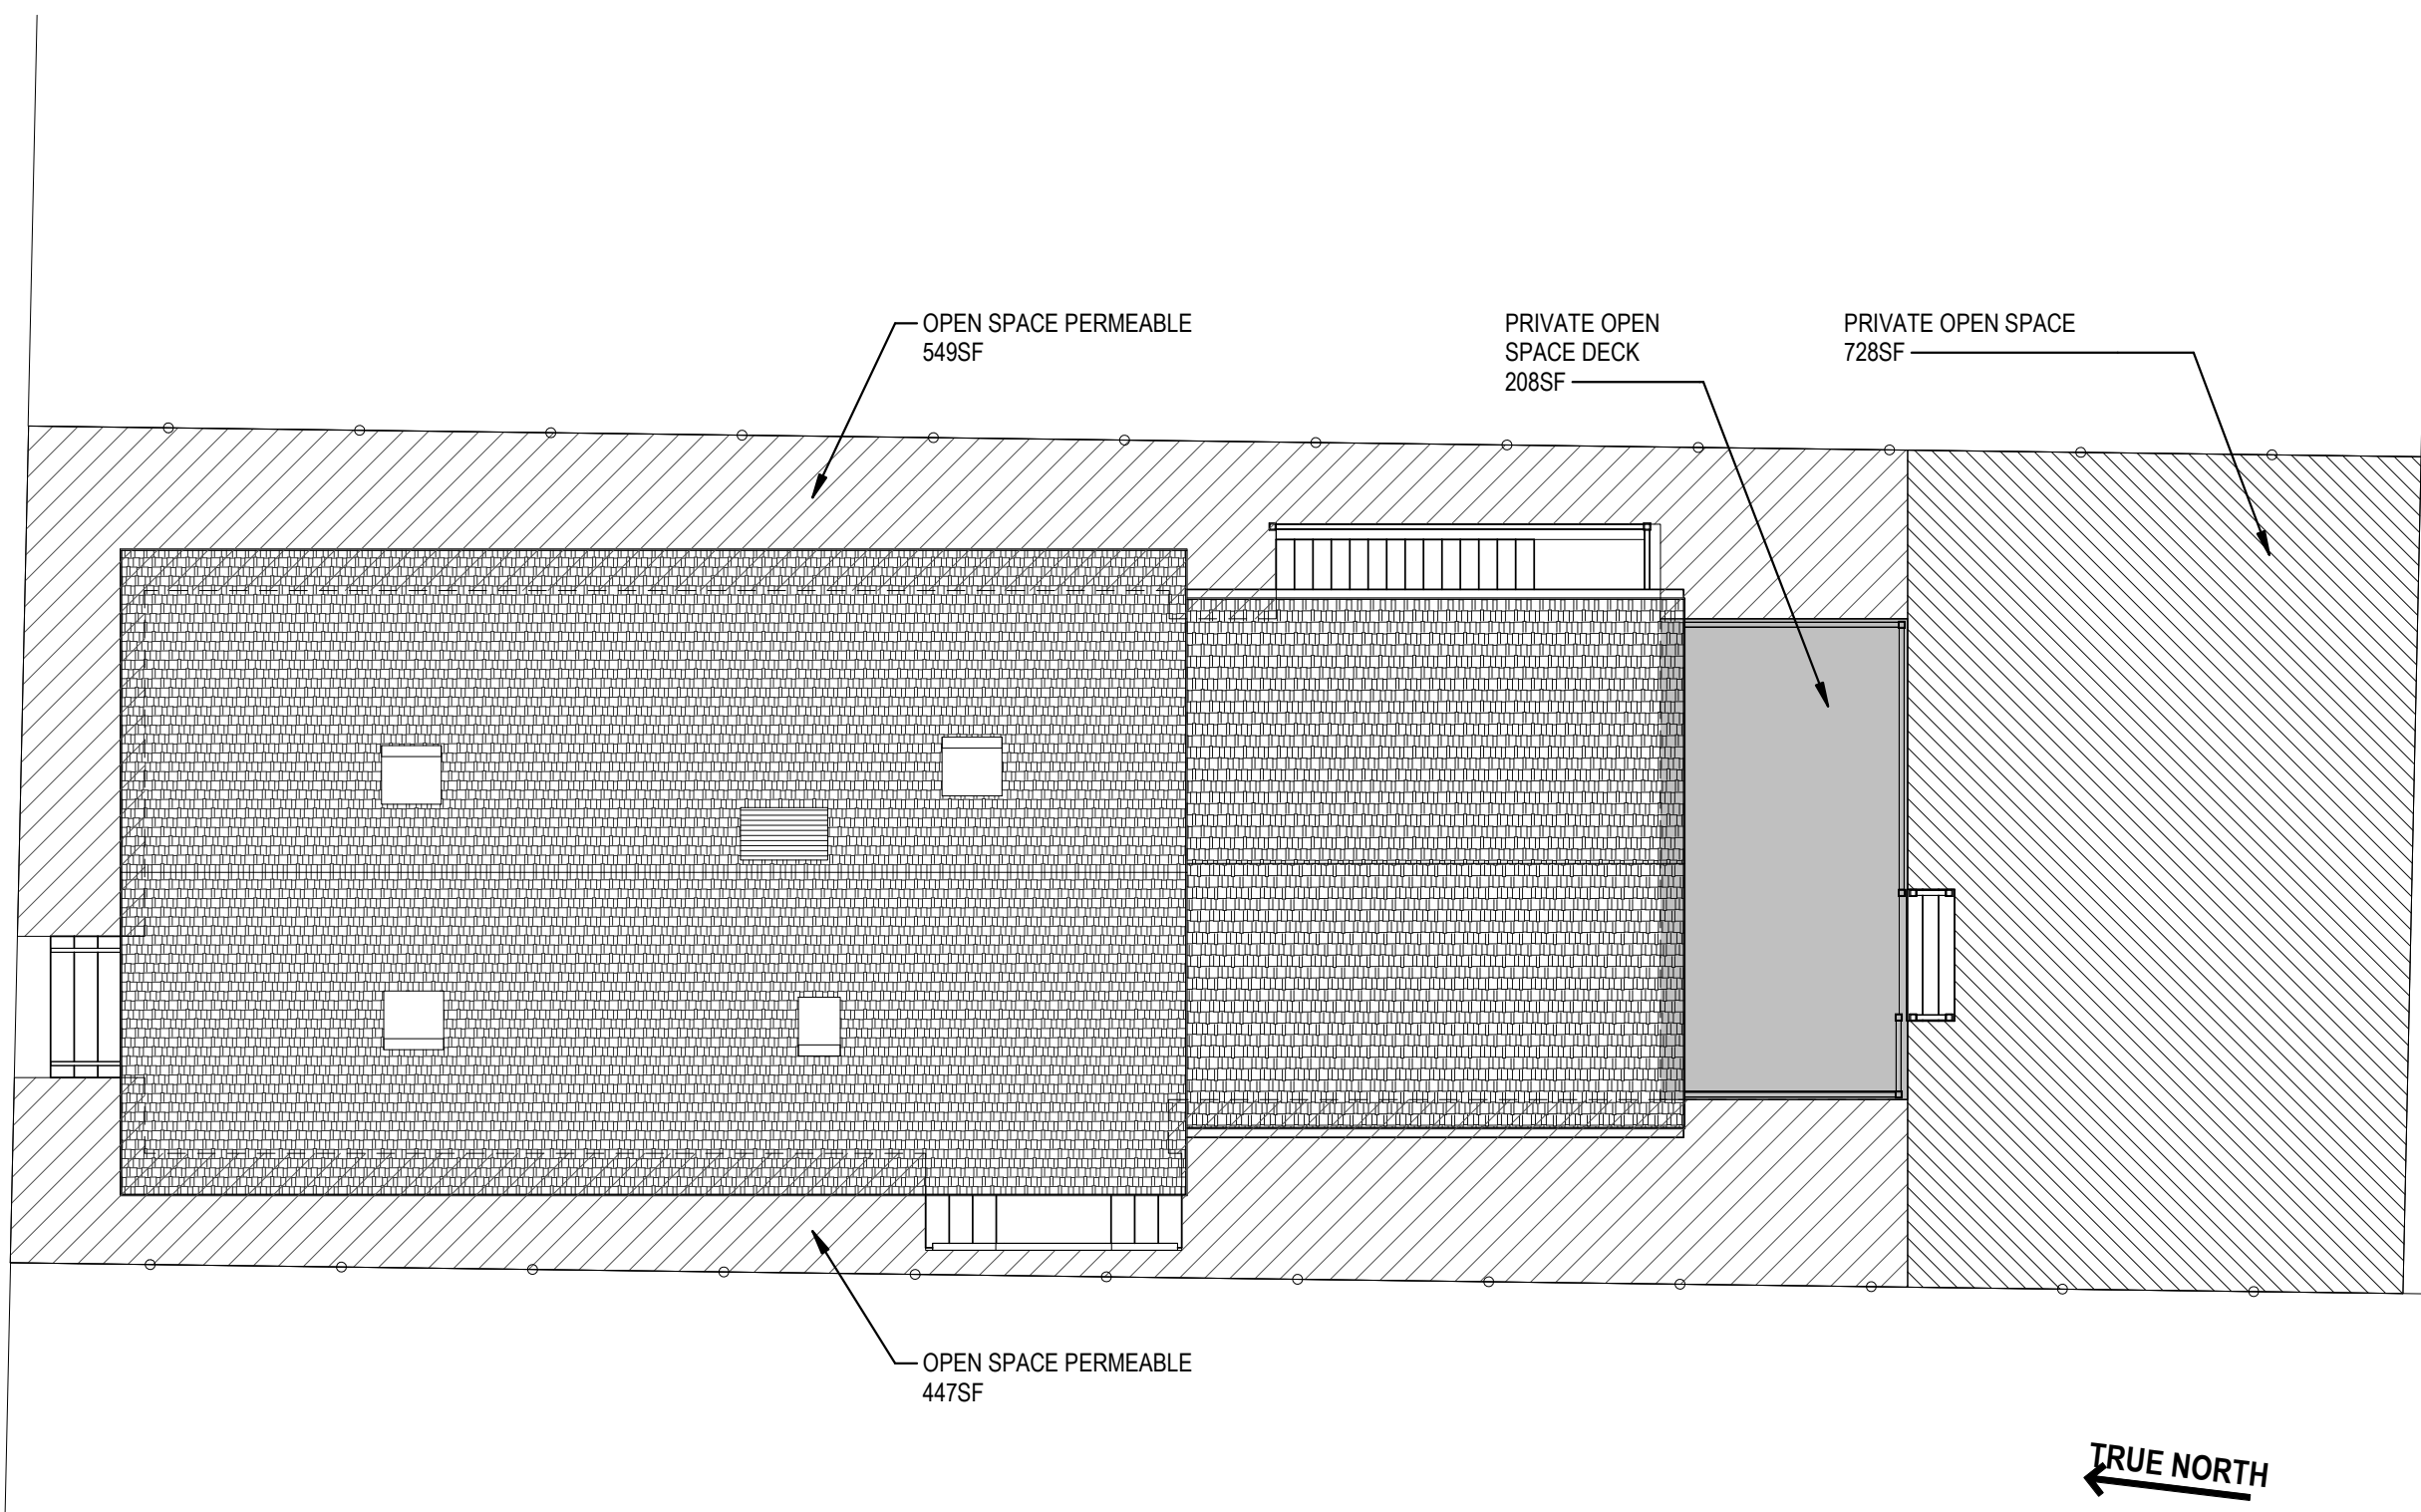 OPEN SPACE PERMEABLE
549SF
PRIVATE OPEN
SPACE DECK
208SF
PRIVATE OPEN SPACE
728SF
OPEN SPACE PERMEABLE
447SF
TRUE NORTH